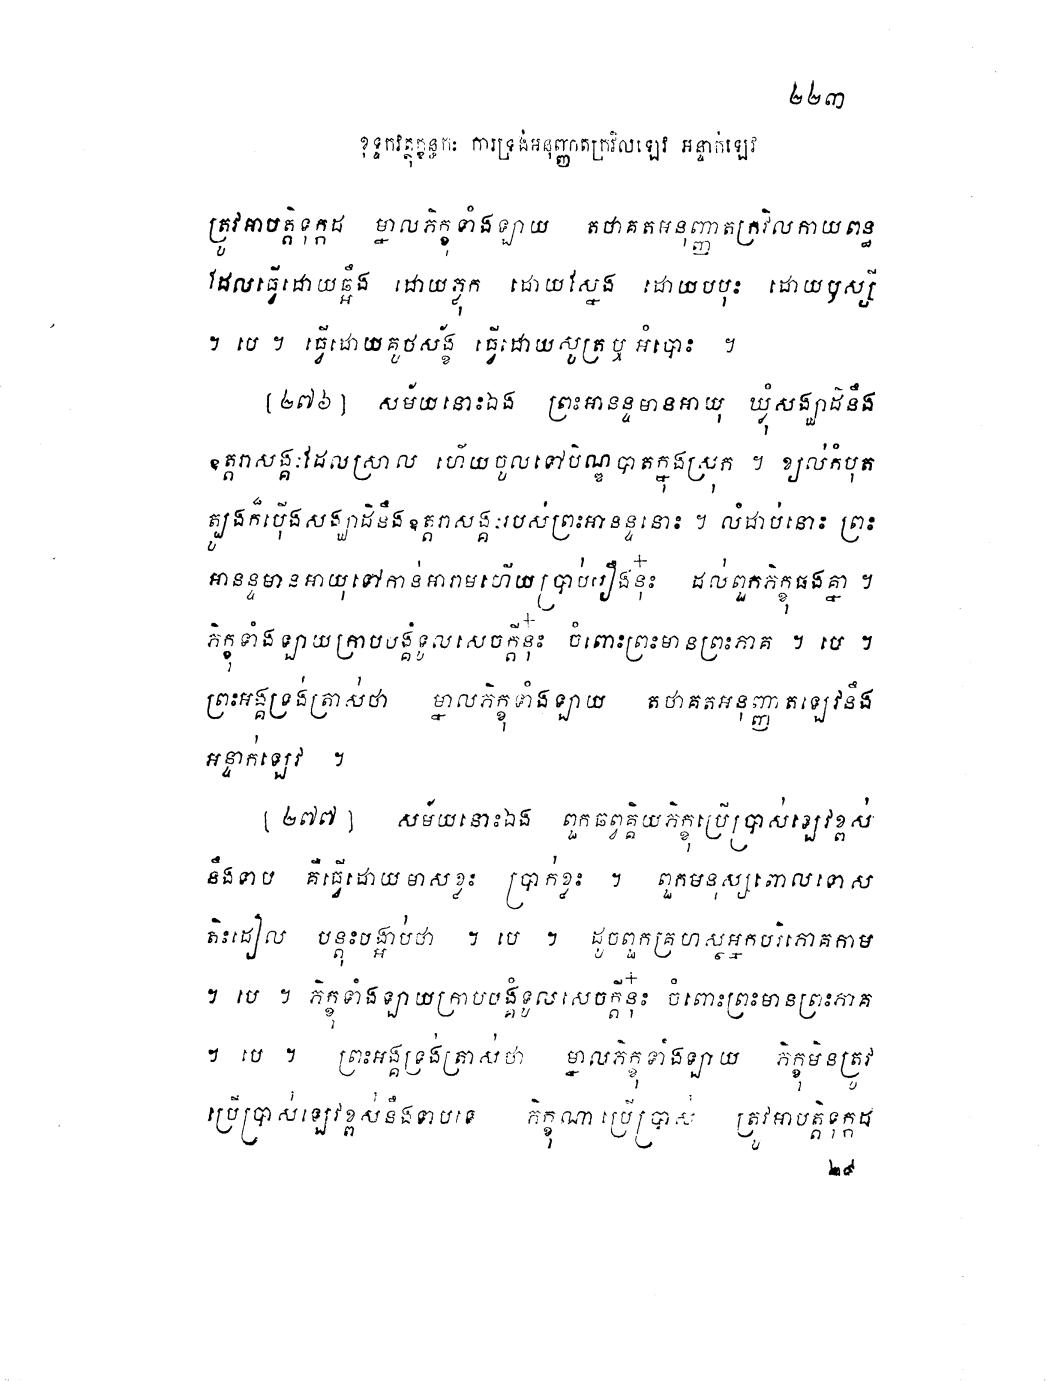 ២២៣
ខុទ្ទកវត្ថុក្ខន្ធកៈ ការទ្រង់អនុញ្ញាតក្រវិលឡេវ អន្ទាក់ឡេវ
ត្រូវអាបត្តិទុក្កដ ម្នាលភិក្ខុទាំងឡាយ តថាគតអនុញ្ញាតក្រវិលកាយពន្ធ
ដែលធ្វើដោយឆ្អឹង ដោយភ្លុក ដោយស្នែង ដោយបបុះ ដោយឫស្សី
។ បេ ។ ធ្វើដោយគូថស័ង្ខ ធ្វើដោយសូត្រឬអំបោះ ។
[២៧៦] សម័យនោះឯង ព្រះអានន្ទមានអាយុ ឃ្លុំសង្ឃាដិនឹង
ឧត្តរាសង្គៈដែលស្រាល ហើយចូលទៅបិណ្ឌបាតក្នុងស្រុក ។ ខ្យល់កំបុត
ត្បូងក៏បើ៉ងសង្ឃាដិនឹងឧត្តរាសង្គៈរបស់ព្រះអានន្ទនោះ ។ លំដាប់នោះ ព្រះ
អានន្ទមានអាយុទៅកាន់អារាមហើយប្រាប់រឿងនុ៎ះ ដល់ពួកភិក្ខុផងគ្នា ។
ភិក្ខុទាំងឡាយក្រាបបង្គំទូលសេចក្តីនុ៎ះ ចំពោះព្រះមានព្រះភាគ ។ បេ ។
ព្រះអង្គទ្រង់ត្រាស់ថា ម្នាលភិក្ខុទាំងឡាយ តថាគតអនុញ្ញាតឡេវនឹង
អន្ទាក់ឡេវ ។
[២៧៧] សម័យនោះឯង ពួកឆព្វគ្គិយភិក្ខុប្រើប្រាស់ឡេវខ្ពស់
នឹងទាប គឺធ្វើដោយមាសខ្លះ ប្រាក់ខ្លះ ។ ពួកមនុស្សពោលទោស
តិះដៀល បន្តុះបង្អាប់ថា ។ បេ ។ ដូចពួកគ្រហស្ថអ្នកបរិភោគកាម
។ បេ ។ ភិក្ខុទាំងឡាយក្រាបបង្គំទូលសេចក្តីនុ៎ះ ចំពោះព្រះមានព្រះភាគ
។ បេ ។ ព្រះអង្គទ្រង់ត្រាស់ថា ម្នាលភិក្ខុទាំងឡាយ ភិក្ខុមិនត្រូវ
ប្រើប្រាស់ឡេវខ្ពស់នឹងទាបទេ ភិក្ខុណាប្រើប្រាស់ ត្រូវអាបត្តិទុក្កដ
២៩